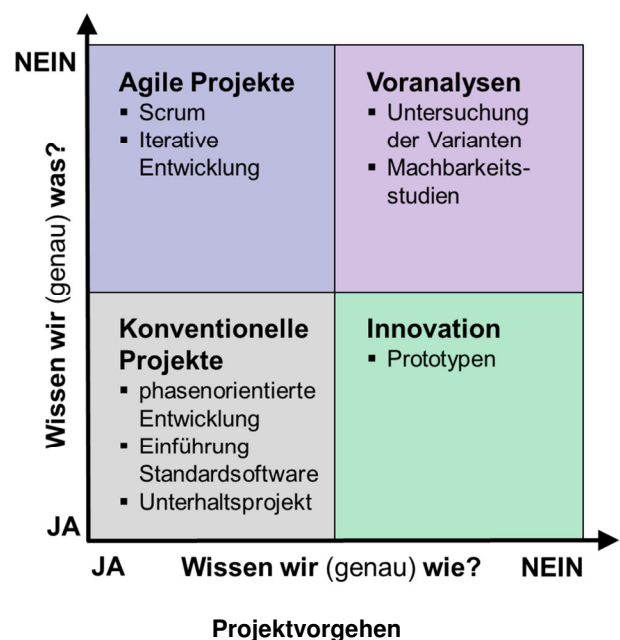 NEIN
Agile Projekte
▪ Scrum
▪ Iterative
Entwicklung
Voranalysen
▪ Untersuchung
der Varianten
▪ Machbarkeits-
studien
Wissen wir (genau) was?
Konventionelle
Projekte
▪ phasenorientierte
Entwicklung
▪ Einführung
Standardsoftware
▪ Unterhaltsprojekt
Innovation
▪ Prototypen
JA
JA
Wissen wir (genau) wie?
NEIN
Projektvorgehen